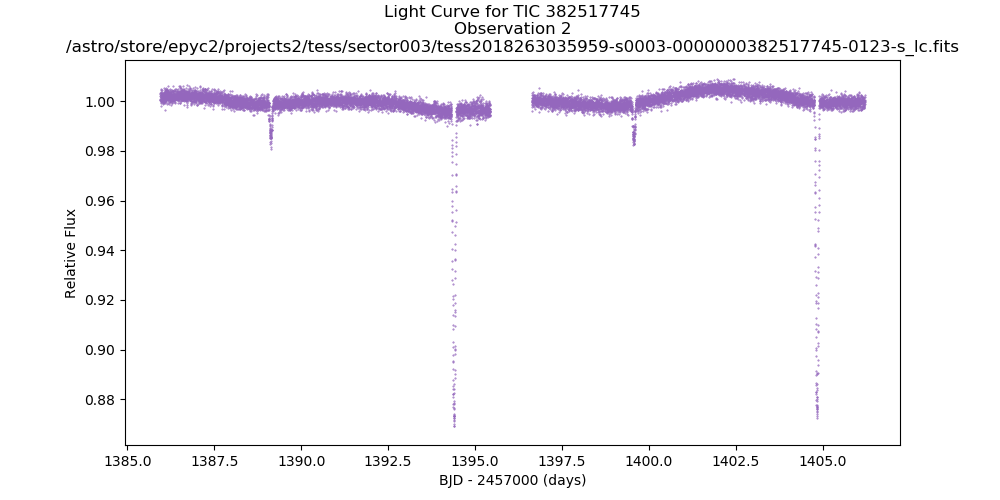 Light Curve for TIC 382517745
Observation 2
/astro/store/epyc2/projects2/tess/sector003/tess2018263035959-s0003-0000000382517745-0123-s_lc.fits
1.00
0.98
0.96
0.94
0.92
0.90
0.88
Relative Flux
1385.0 1387.5 1390.0 1392.5 1395.0 1397.5 1400.0 1402.5 1405.0
BJD - 2457000 (days)